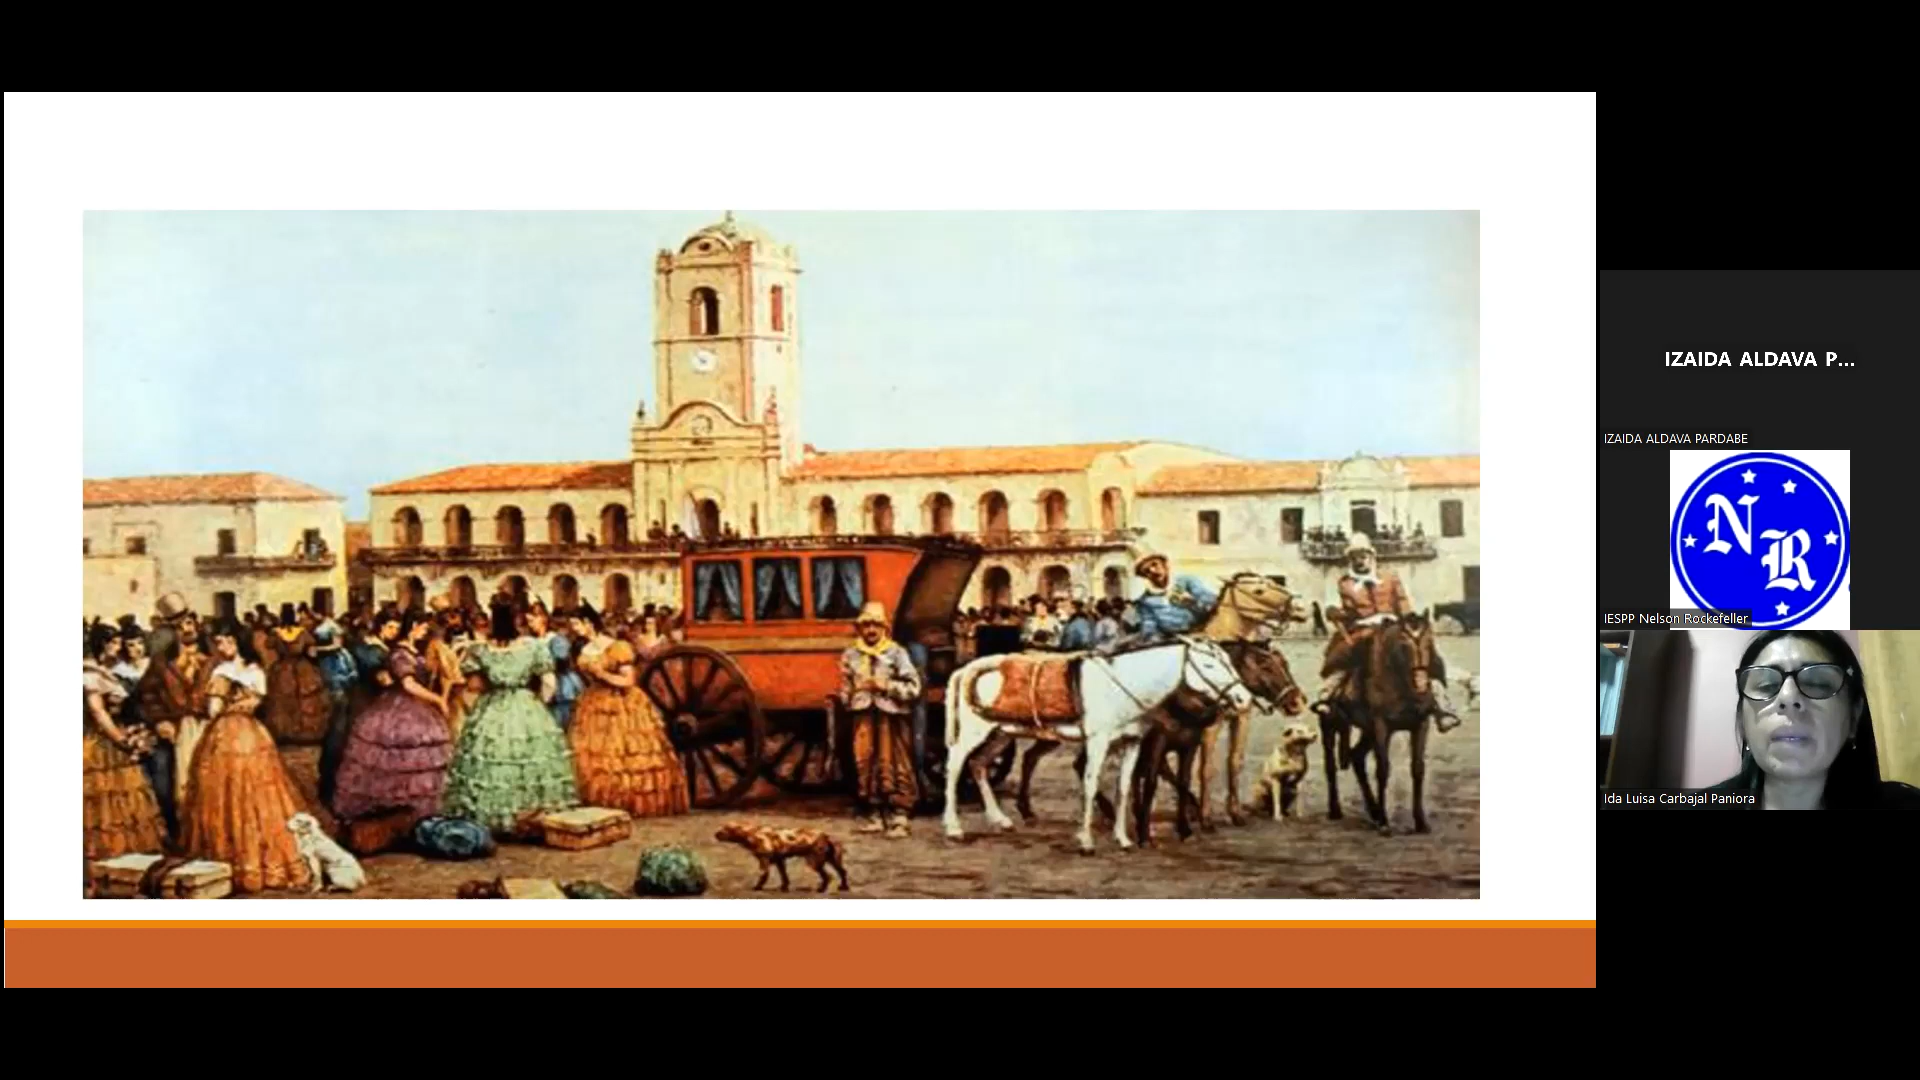 IZAIDA ALDAVA P...
IZAIDA ALDAVA PARDABE
NR
IESPP Nelson Rockefeller
Ida Luisa Carbajal Paniora